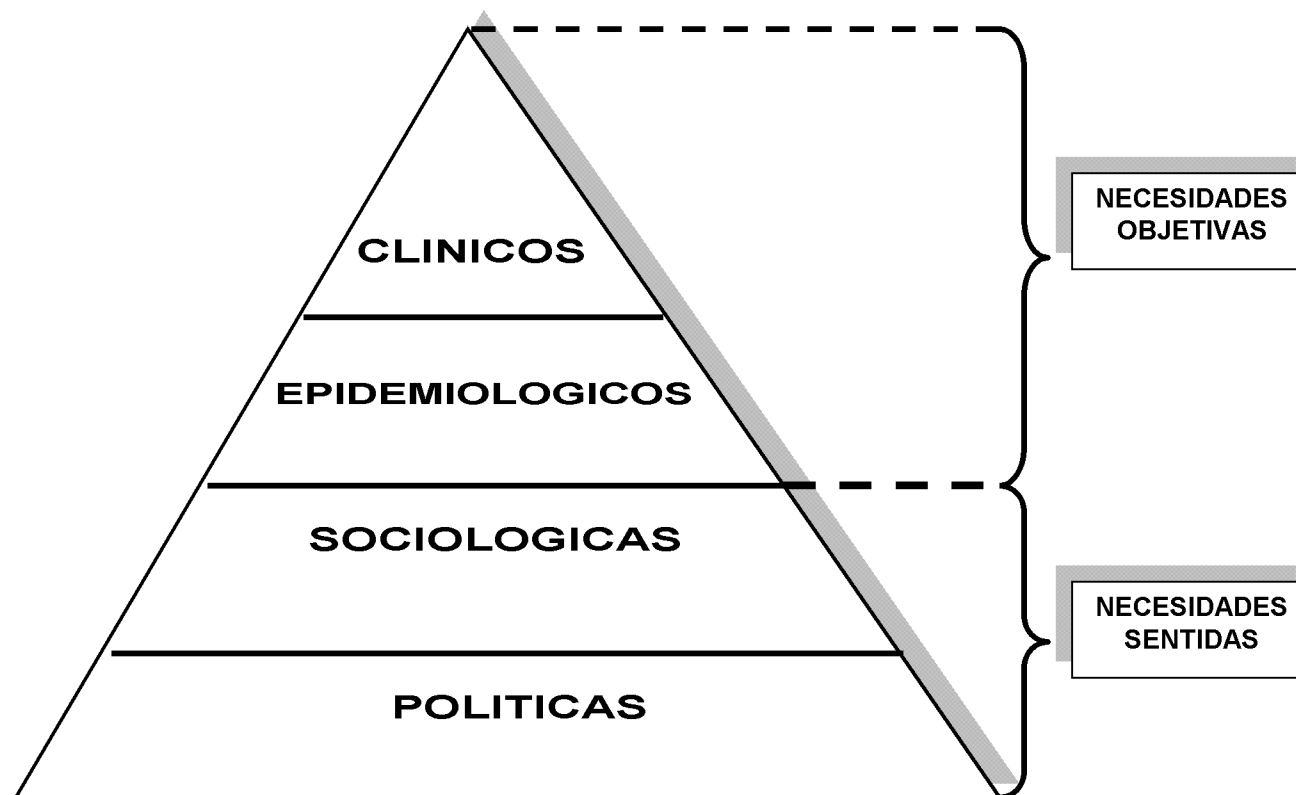 CLINICOS
NECESIDADES
OBJETIVAS
EPIDEMIOLOGICOS
SOCIOLOGICAS
NECESIDADES
SENTIDAS
POLITICAS